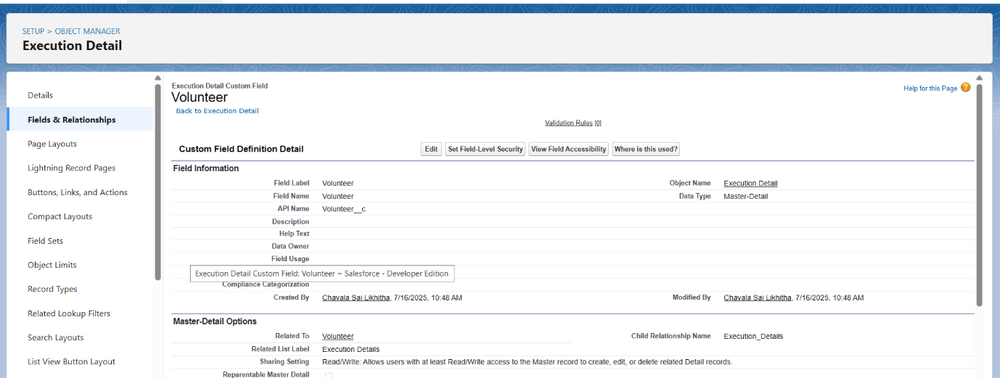 SETUP > OBJECT MANAGER
Execution Detail
Details
Fields & Relationships
Page Layouts
Lightning Record Pages
Buttons, Links, and Actions
Compact Layouts
Field Sets
Object Limits
Record Types
Related Lookup Filters
Search Layouts
List View Button Layout
Execution Detail Custom Field
Volunteer
Back to Execution Detail
Help for this Page ?
Validation Rules [0]
Custom Field Definition Detail
Edit Set Field-Level Security View Field Accessibility Where is this used?
Field Information
Field Label Volunteer Object Name Execution Detail
Field Name Volunteer Data Type Master-Detail
API Name Volunteer__c
Description
Help Text
Data Owner
Field Usage
Execution Detail Custom Field: Volunteer ~ Salesforce - Developer Edition
Compliance Categorization
Created By Chavala Sai Likhitha, 7/16/2025, 10:48 AM Modified By Chavala Sai Likhitha, 7/16/2025, 10:48 AM
Master-Detail Options
Related To Volunteer Child Relationship Name Execution_Details
Related List Label Execution Details
Sharing Setting Read/Write: Allows users with at least Read/Write access to the Master record to create, edit, or delete related Detail records.
Reparentable Master Detail